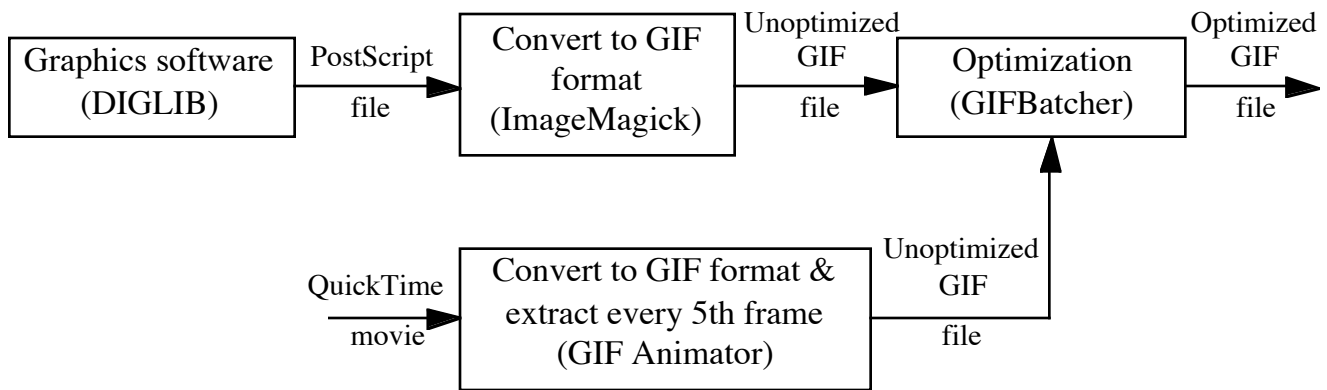 Graphics software
(DIGLIB)
PostScript
file
Convert to GIF
format
(ImageMagick)
Unoptimized
GIF
file
Optimization
(GIFBatcher)
Optimized
GIF
file
QuickTime
movie
Convert to GIF format &
extract every 5th frame
(GIF Animator)
Unoptimized
GIF
file